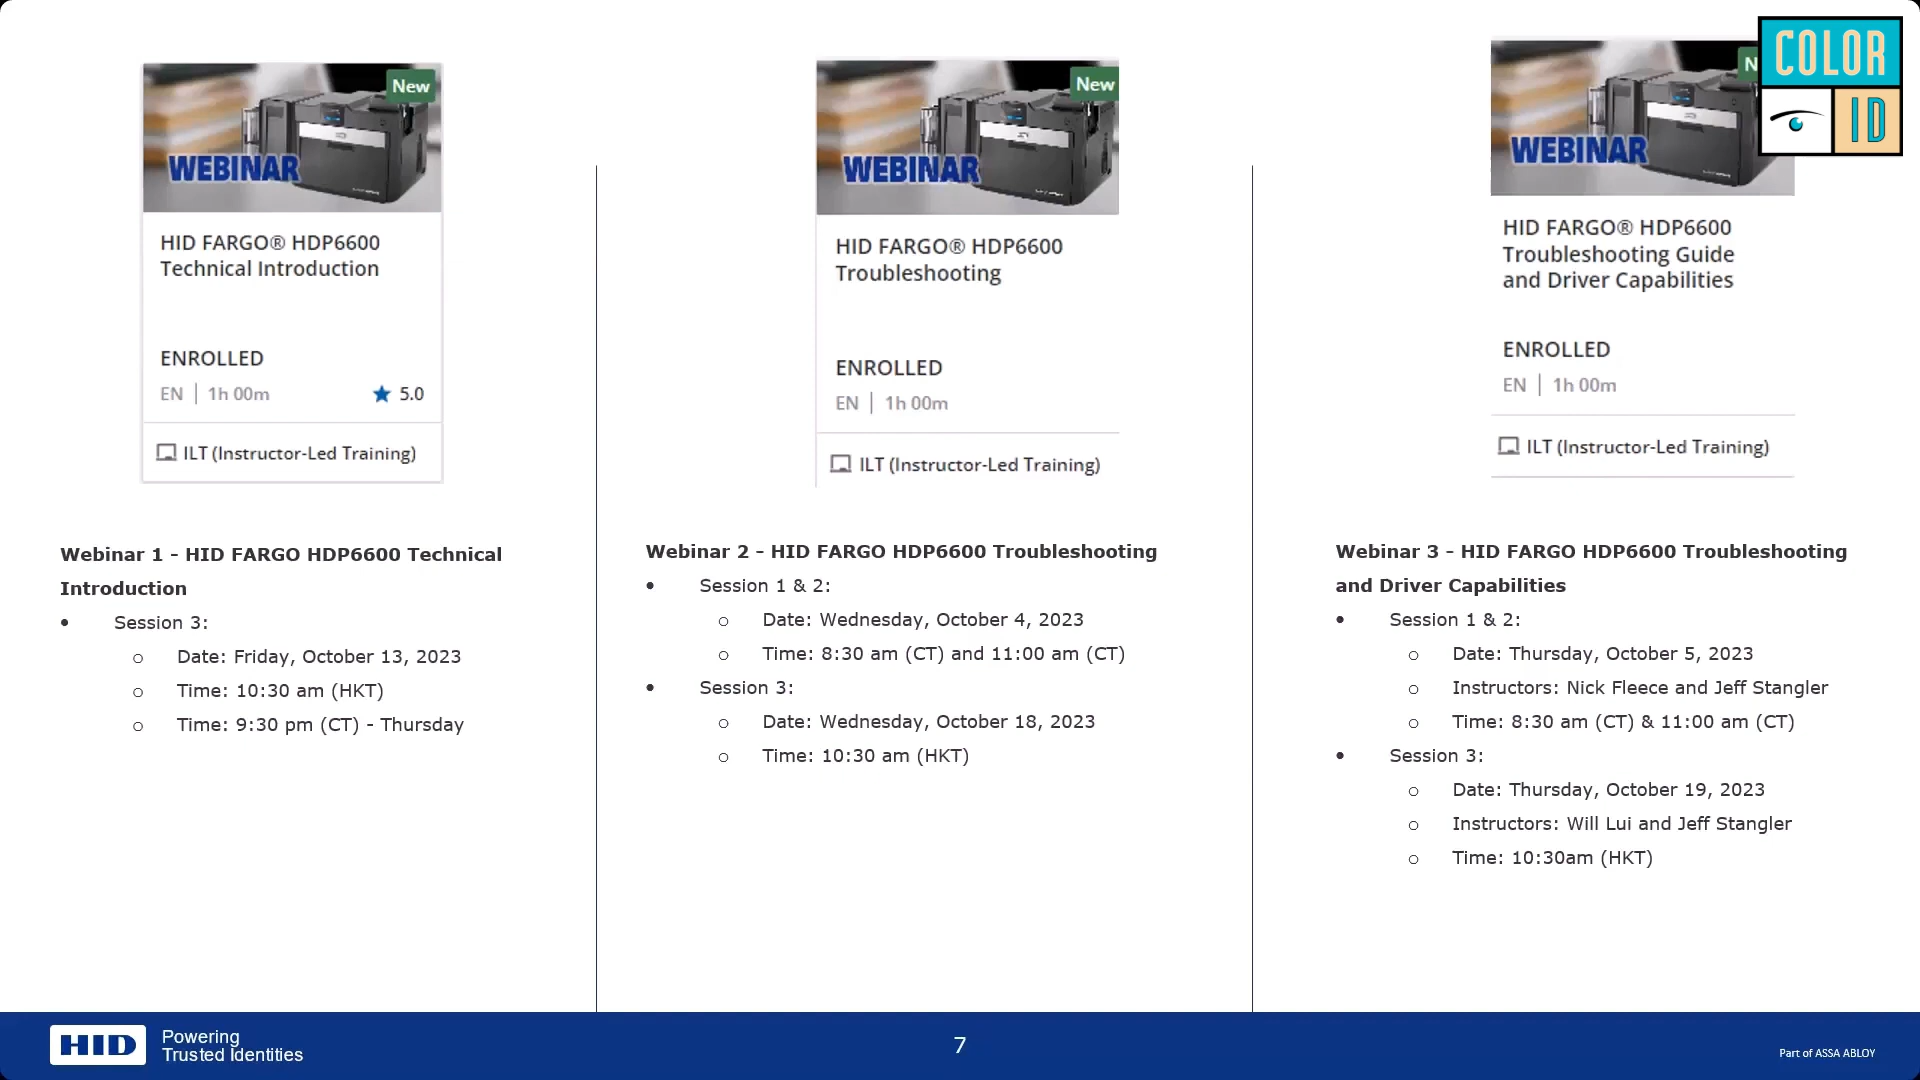 New
WEBINAR
HID FARGO® HDP6600
Technical Introduction
ENROLLED
EN | 1h 00m
5.0
ILT (Instructor-Led Training)
Webinar 1 - HID FARGO HDP6600 Technical
Introduction
• Session 3:
o Date: Friday, October 13, 2023
o Time: 10:30 am (HKT)
o Time: 9:30 pm (CT) - Thursday
New
WEBINAR
HID FARGO® HDP6600
Troubleshooting
ENROLLED
EN | 1h 00m
ILT (Instructor-Led Training)
Webinar 2 - HID FARGO HDP6600 Troubleshooting
• Session 1 & 2:
o Date: Wednesday, October 4, 2023
o Time: 8:30 am (CT) and 11:00 am (CT)
• Session 3:
o Date: Wednesday, October 18, 2023
o Time: 10:30 am (HKT)
COLOR
ID
WEBINAR
HID FARGO® HDP6600
Troubleshooting Guide
and Driver Capabilities
ENROLLED
EN | 1h 00m
ILT (Instructor-Led Training)
Webinar 3 - HID FARGO HDP6600 Troubleshooting
and Driver Capabilities
• Session 1 & 2:
o Date: Thursday, October 5, 2023
o Instructors: Nick Fleece and Jeff Stangler
o Time: 8:30 am (CT) & 11:00 am (CT)
• Session 3:
o Date: Thursday, October 19, 2023
o Instructors: Will Lui and Jeff Stangler
o Time: 10:30am (HKT)
HID
Powering
Trusted Identities
7
Part of ASSA ABLOY